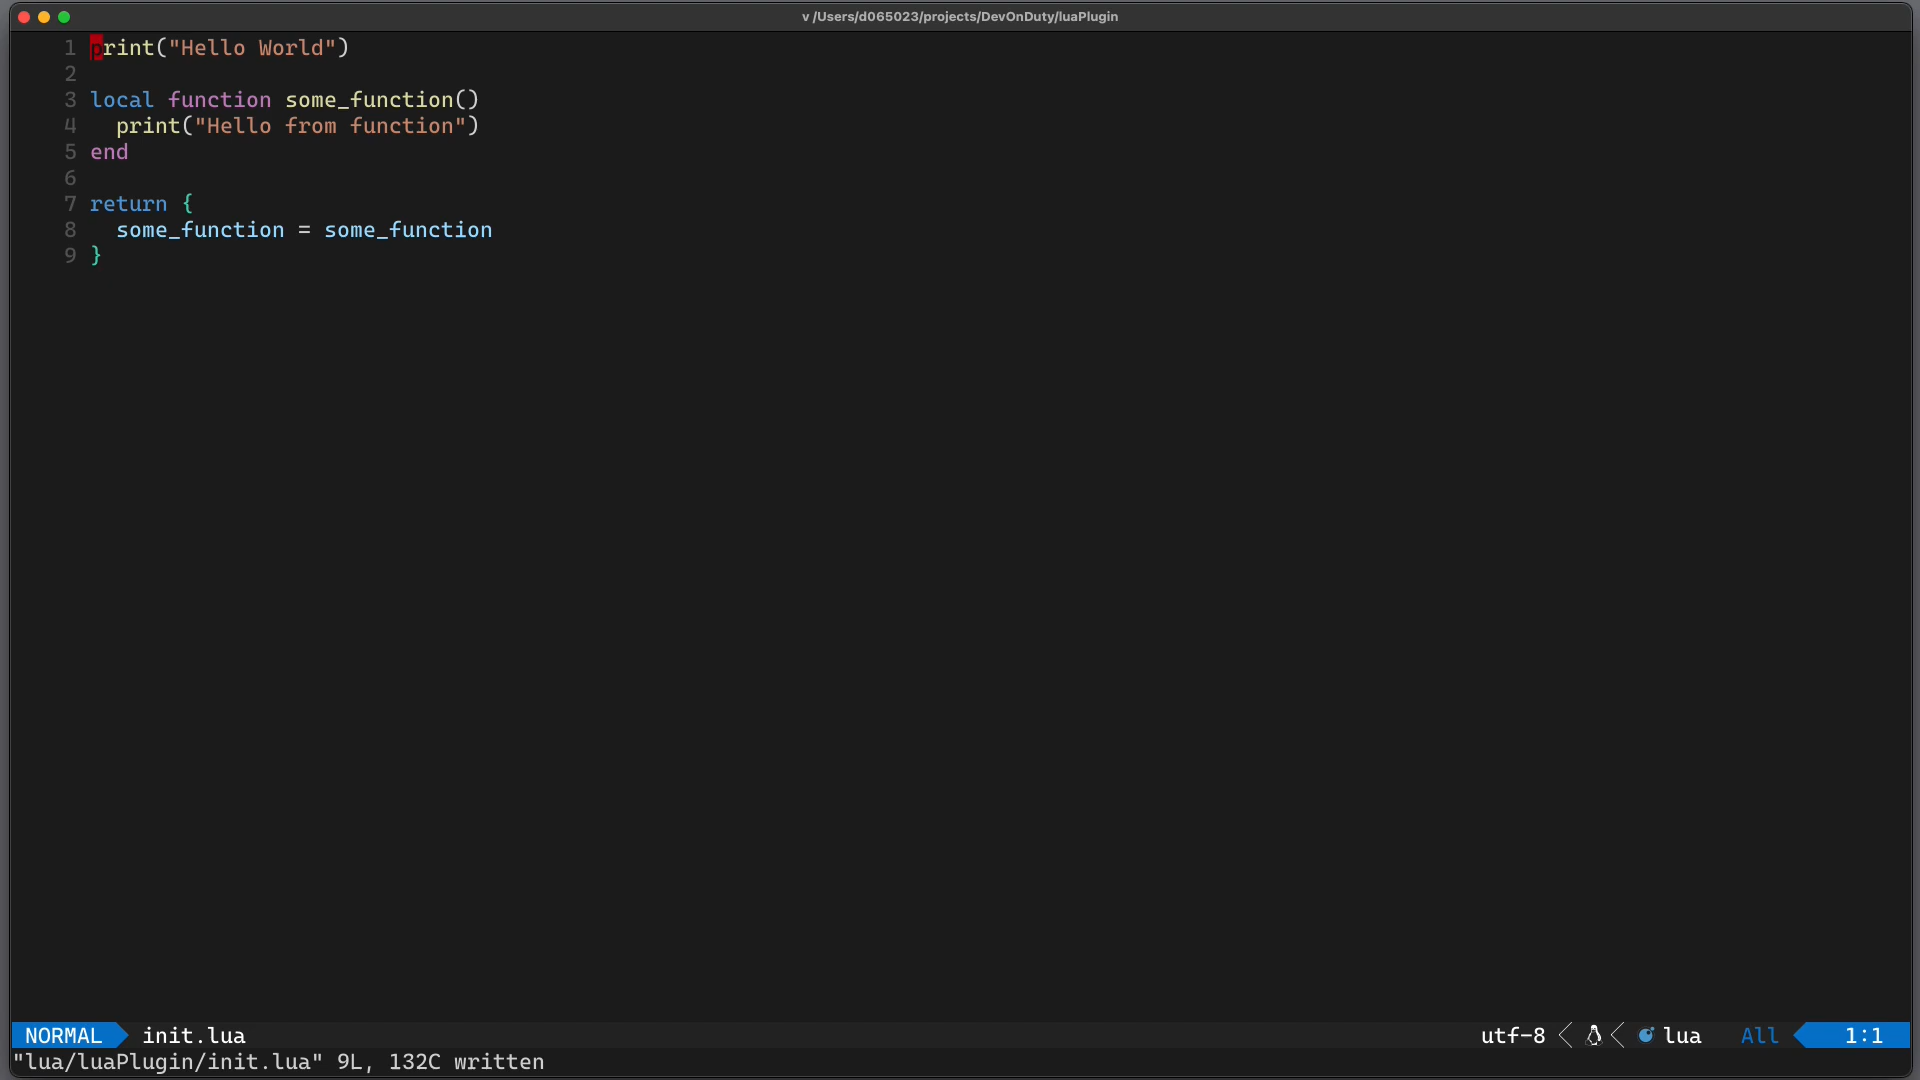 v /Users/d065023/projects/DevOnDuty/luaPlugin
1 print("Hello World")
2
3 local function some_function()
4   print("Hello from function")
5 end
6
7 return {
8   some_function = some_function
9 }
NORMAL init.lua utf-8 lua All 1:1
"lua/luaPlugin/init.lua" 9L, 132C written